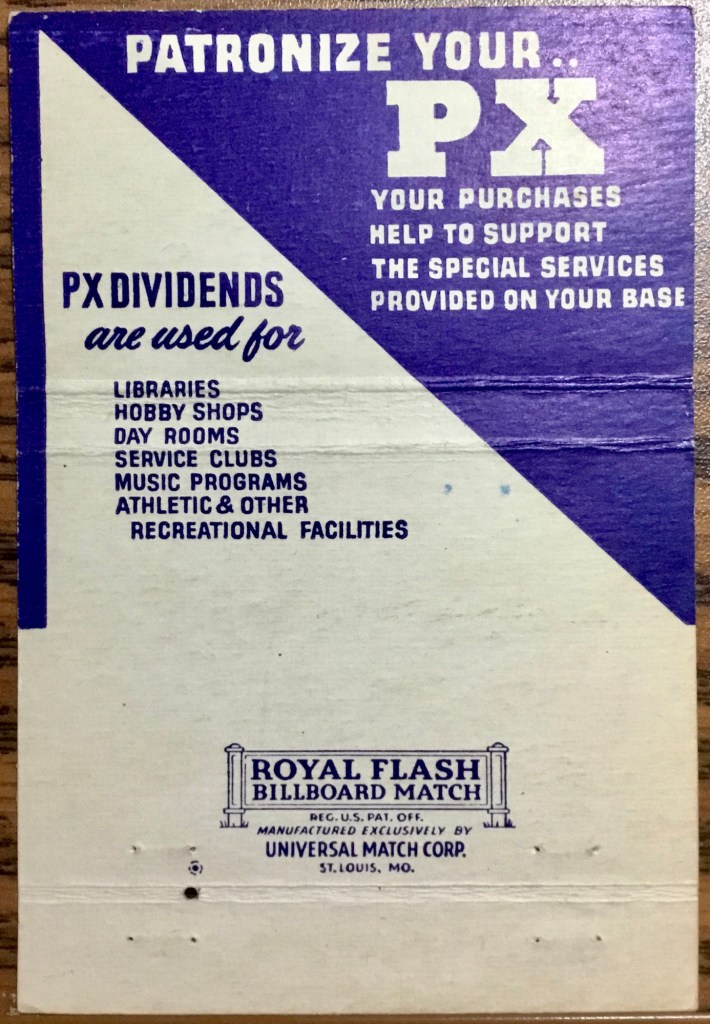 PATRONIZE YOUR..
PX
YOUR PURCHASES
HELP TO SUPPORT
THE SPECIAL SERVICES
PROVIDED ON YOUR BASE
PX DIVIDENDS
are used for
LIBRARIES
HOBBY SHOPS
DAY ROOMS
SERVICE CLUBS
MUSIC PROGRAMS
ATHLETIC & OTHER
RECREATIONAL FACILITIES
ROYAL FLASH
BILLBOARD MATCH
REG. U.S. PAT. OFF.
MANUFACTURED EXCLUSIVELY BY
UNIVERSAL MATCH CORP.
ST. LOUIS, MO.